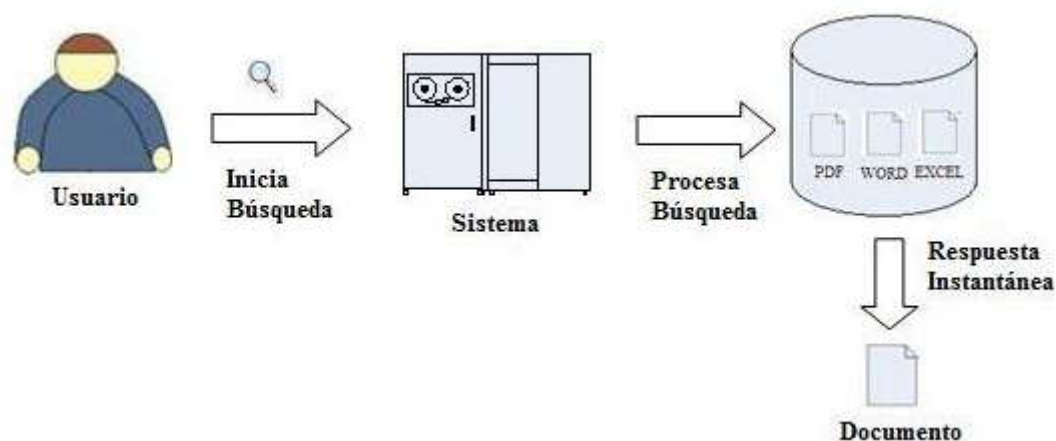 Usuario
Inicia
Búsqueda
Sistema
Procesa
Búsqueda
PDF WORD EXCEL
Respuesta
Instantánea
Documento